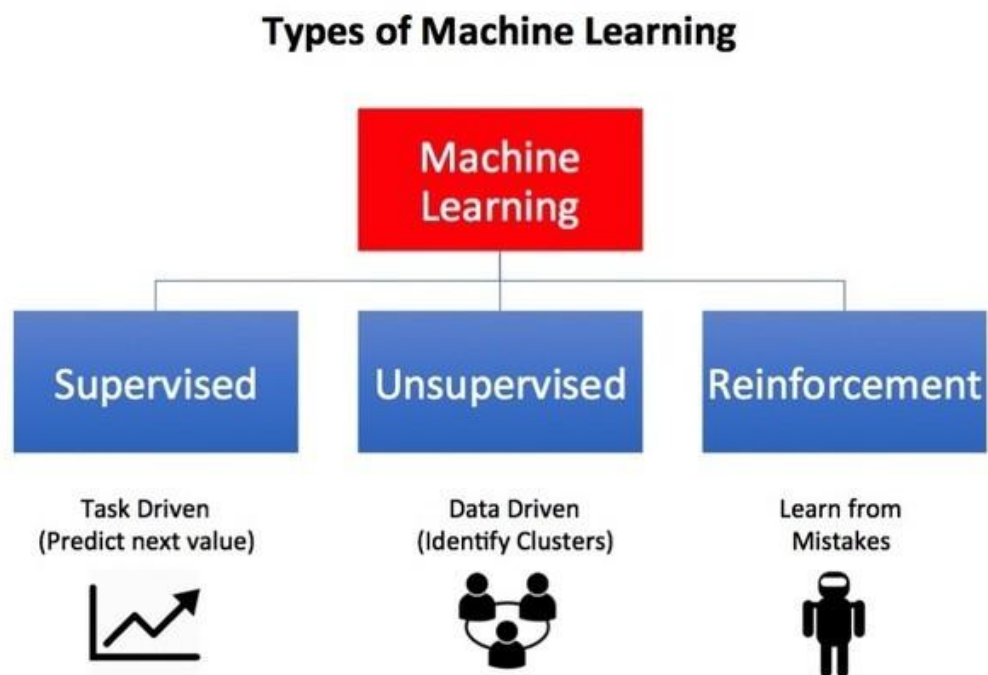 Types of Machine Learning
Machine
Learning
Supervised
Unsupervised
Reinforcement
Task Driven
(Predict next value)
Data Driven
(Identify Clusters)
Learn from
Mistakes